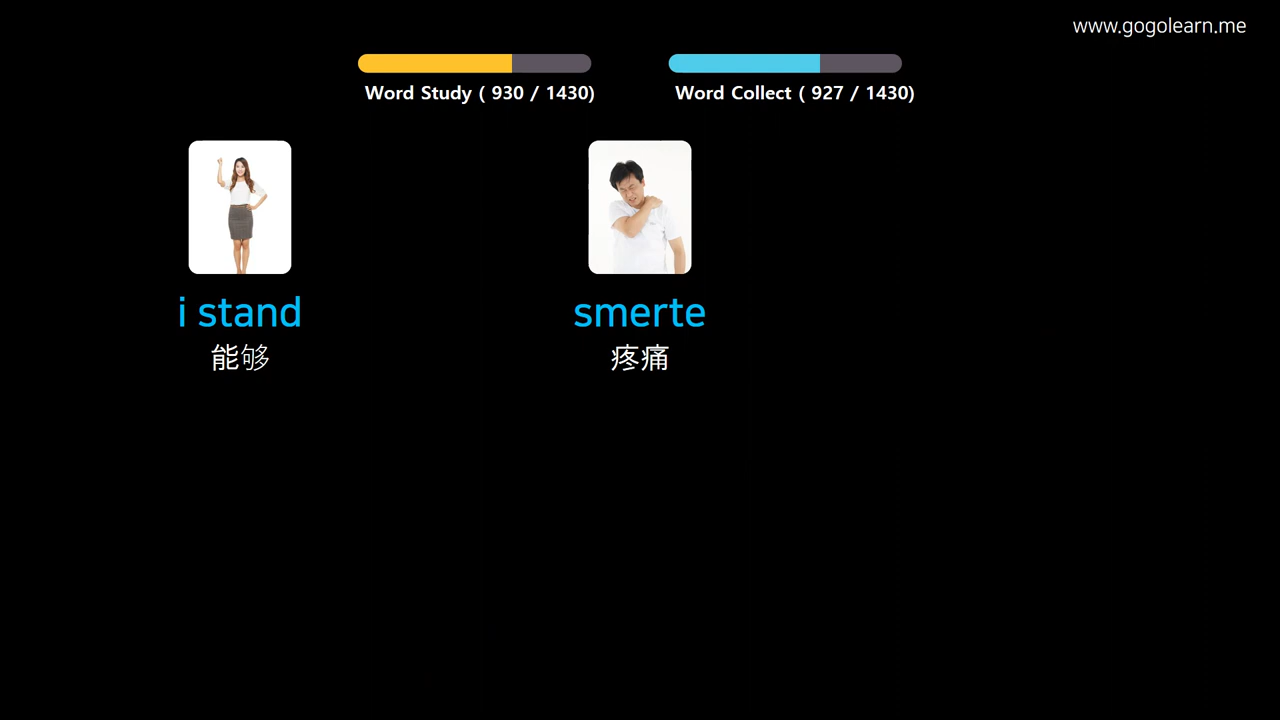 www.gogolearn.me
Word Study ( 930 / 1430)
Word Collect ( 927 / 1430)
i stand
smerte
能够
疼痛